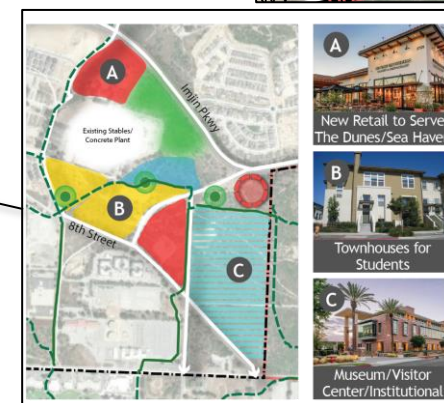 A
Imjin Pkwy
Existing Stables/
Concrete Plant
B
8th Street
C
A
New Retail to Serve
The Dunes/Sea Haven
B
Townhouses for
Students
C
Museum/Visitor
Center/Institutional